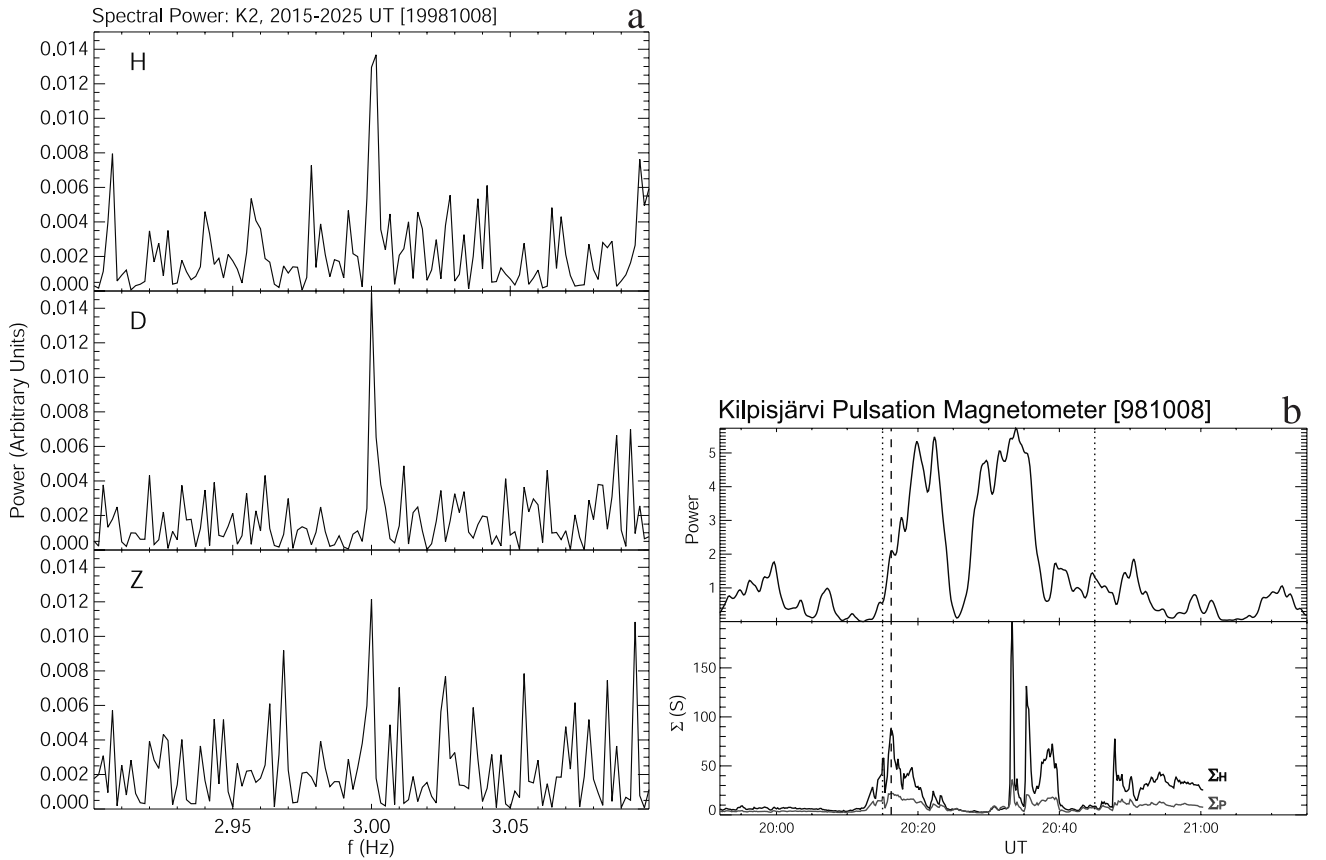 Spectral Power: K2, 2015-2025 UT [19981008]
a
H
0.014
0.012
0.010
0.008
0.006
0.004
0.002
0.000
D
0.014
0.012
0.010
0.008
0.006
0.004
0.002
0.000
Z
0.014
0.012
0.010
0.008
0.006
0.004
0.002
0.000
Power (Arbitrary Units)
2.95
3.00
3.05
f (Hz)
Kilpisjärvi Pulsation Magnetometer [981008]
b
5
4
3
2
1
Power
150
100
50
0
Σ (S)
ΣH
ΣP
20:00
20:20
20:40
21:00
UT